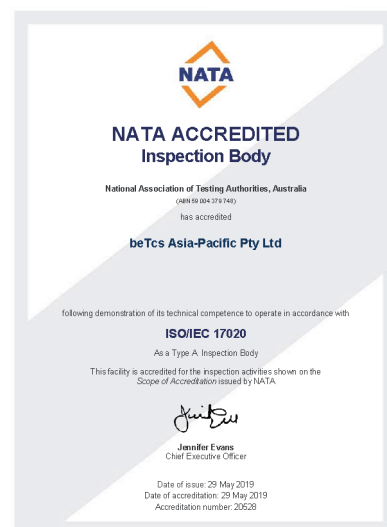 NATA
NATA ACCREDITED
Inspection Body
National Association of Testing Authorities, Australia
(ABN 59 004 379 748)
has accredited
beTcs Asia-Pacific Pty Ltd
following demonstration of its technical competence to operate in accordance with
ISO/IEC 17020
As a Type A Inspection Body
This facility is accredited for the inspection activities shown on the
Scope of Accreditation issued by NATA
Jennifer Evans
Chief Executive Officer
Date of issue: 29 May 2019
Date of accreditation: 29 May 2019
Accreditation number: 20528